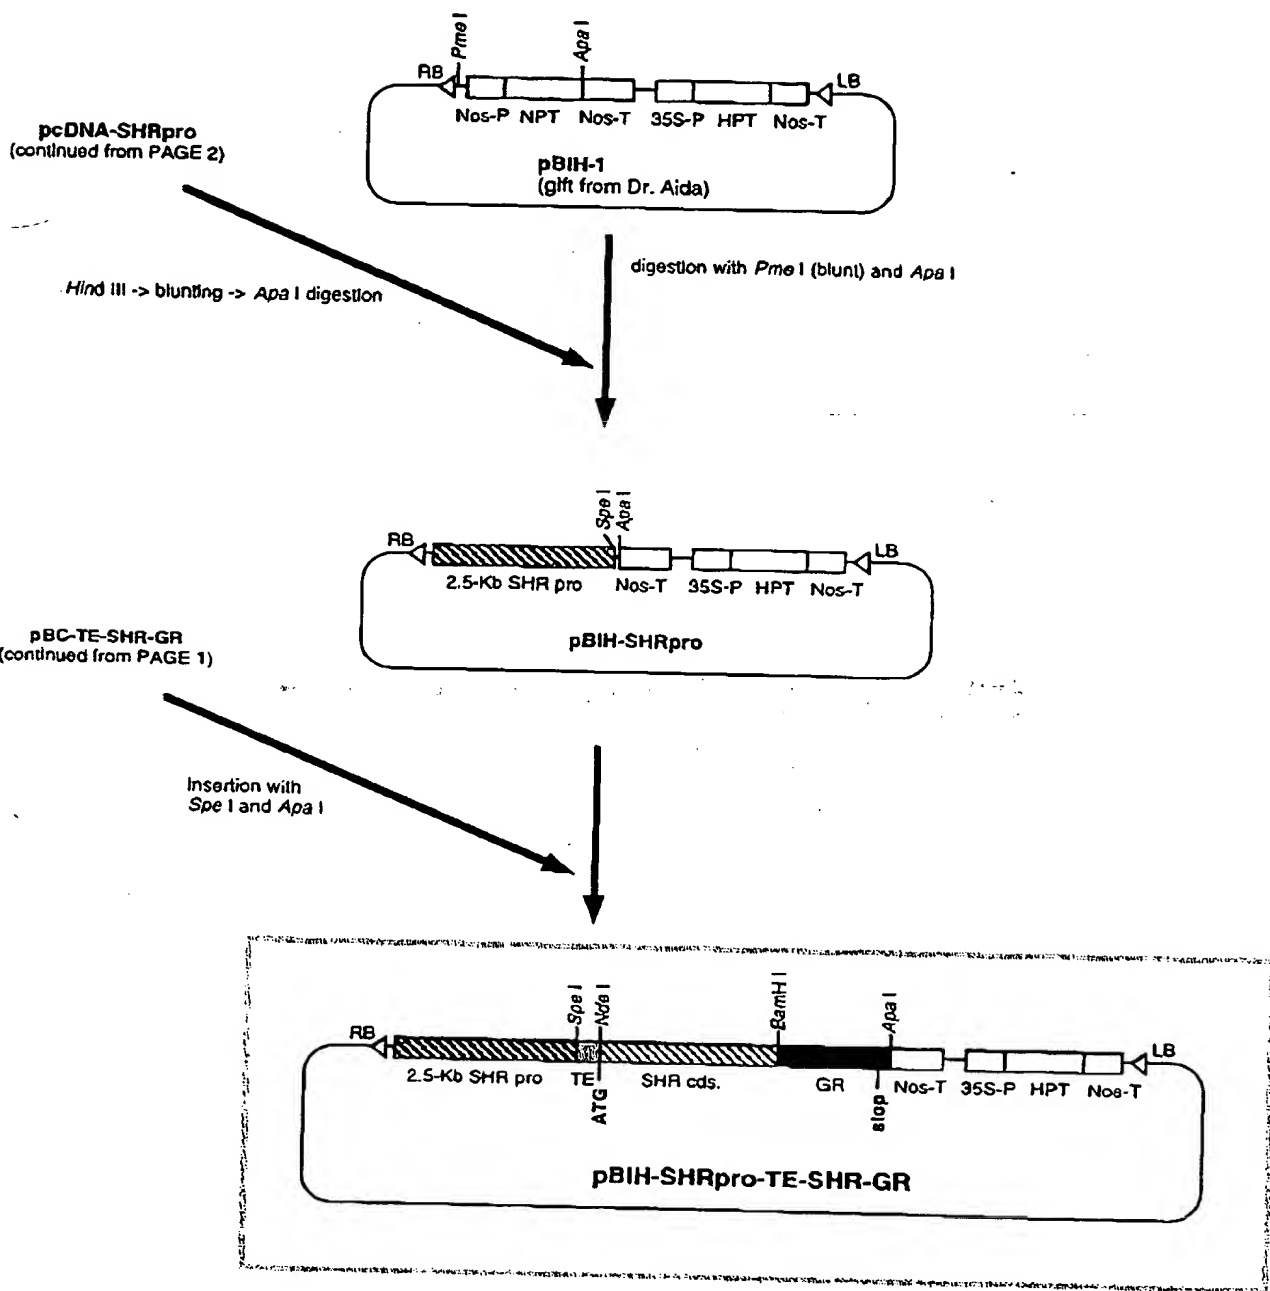 Pme I
Apa I
RB
LB
Nos-P NPT Nos-T 35S-P HPT Nos-T
pcDNA-SHRpro
(continued from PAGE 2)
pBIH-1
(gift from Dr. Aida)
digestion with Pme I (blunt) and Apa I
Hind III -> blunting -> Apa I digestion
Spe I
Apa I
RB
LB
2.5-Kb SHR pro Nos-T 35S-P HPT Nos-T
pBC-TE-SHR-GR
(continued from PAGE 1)
pBIH-SHRpro
Insertion with
Spe I and Apa I
Spe I
Nde I
BamH I
Apa I
RB
LB
2.5-Kb SHR pro TE SHR cds. GR Nos-T 35S-P HPT Nos-T
ATG
stop
pBIH-SHRpro-TE-SHR-GR